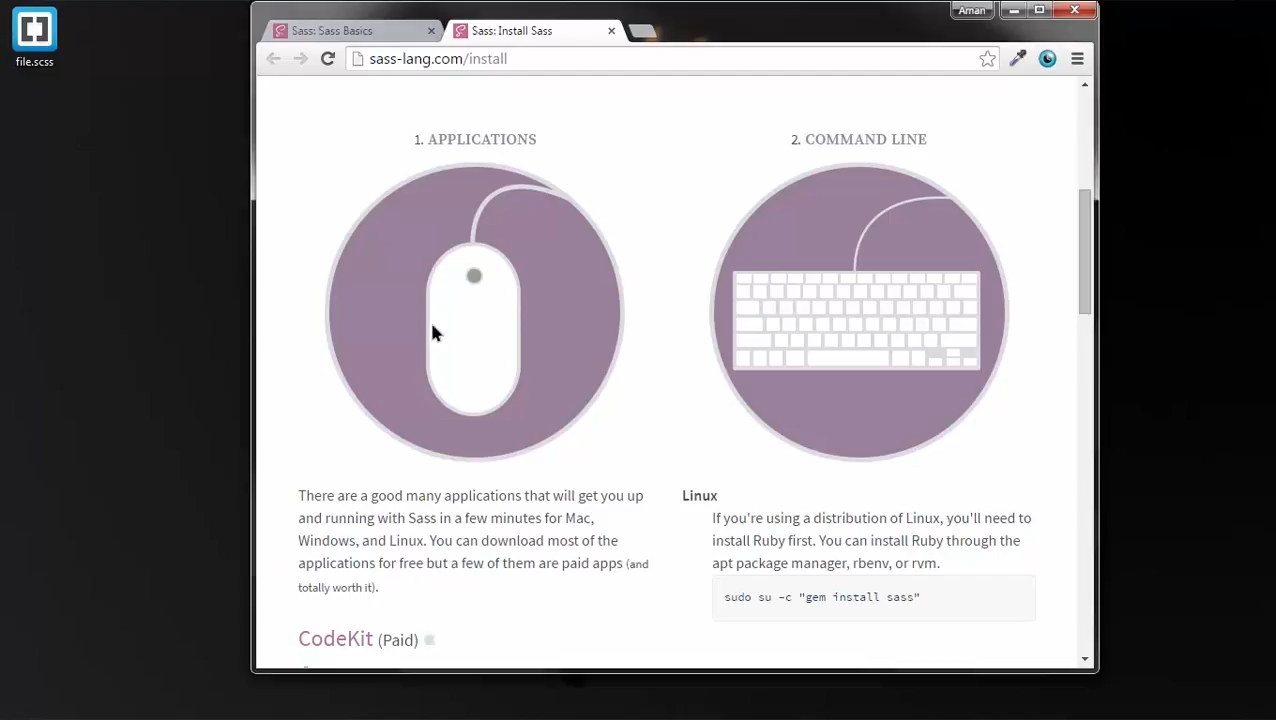 file.scss
Aman
Sass: Sass Basics
Sass: Install Sass
sass-lang.com/install
1. APPLICATIONS
There are a good many applications that will get you up
and running with Sass in a few minutes for Mac,
Windows, and Linux. You can download most of the
applications for free but a few of them are paid apps (and
totally worth it).
CodeKit (Paid)
2. COMMAND LINE
Linux
If you're using a distribution of Linux, you'll need to
install Ruby first. You can install Ruby through the
apt package manager, rbenv, or rvm.
sudo su -c "gem install sass"